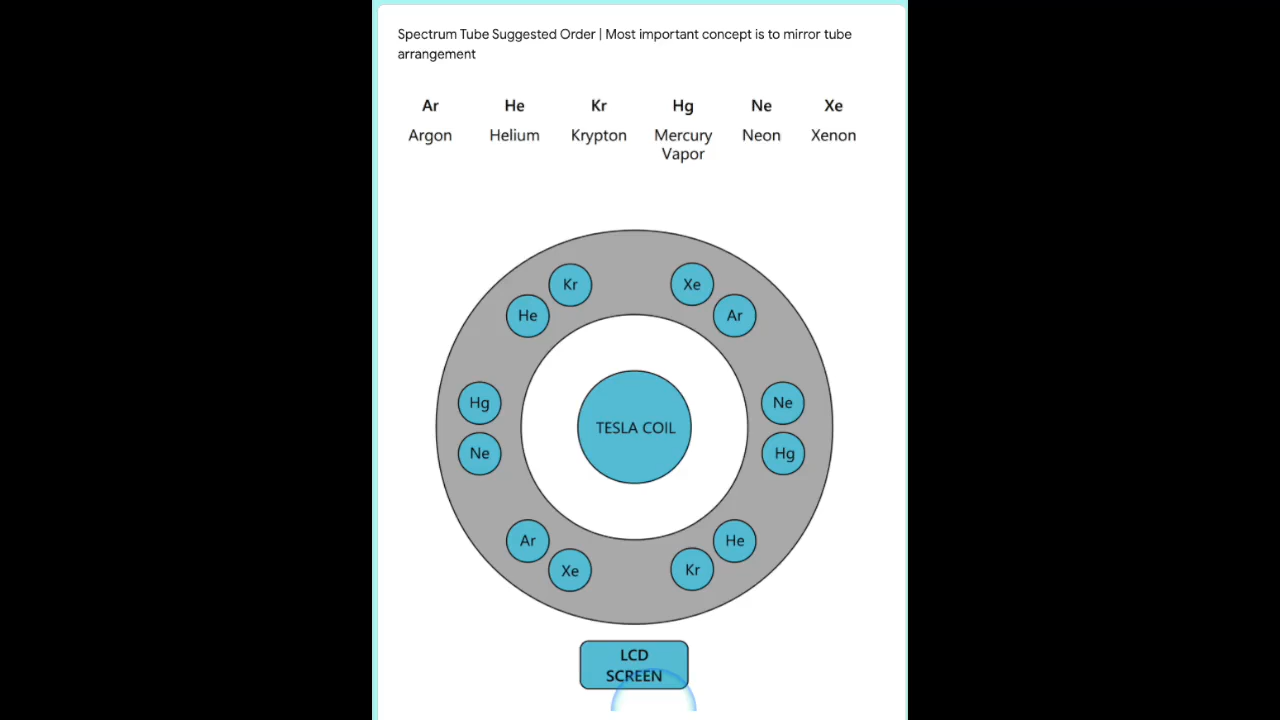 Spectrum Tube Suggested Order | Most important concept is to mirror tube
arrangement
Ar He Kr Hg Ne Xe
Argon Helium Krypton Mercury Vapor Neon Xenon
Kr Xe
He Ar
Hg Ne
TESLA COIL
Ne Hg
Ar He
Xe Kr
LCD
SCREEN